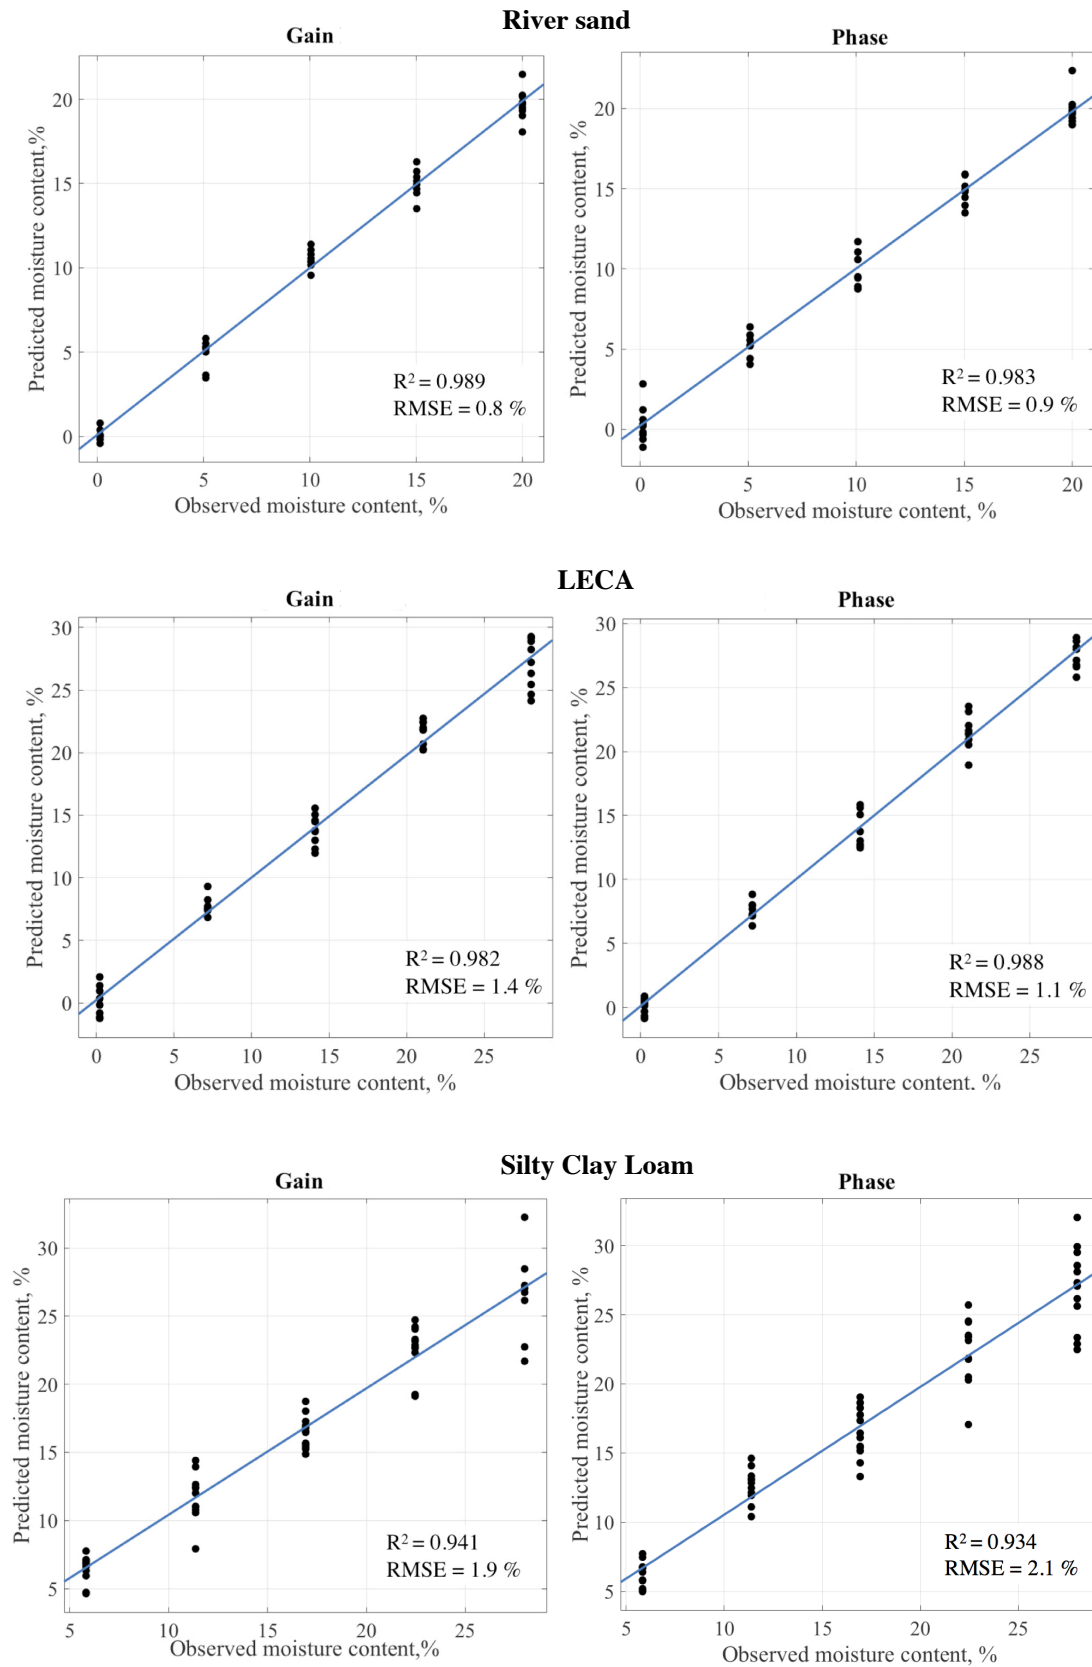 River sand
Gain
Phase
Predicted moisture content,%
20
15
10
5
0
R² = 0.989
RMSE = 0.8 %
0 5 10 15 20
Observed moisture content, %
Predicted moisture content, %
20
15
10
5
0
R² = 0.983
RMSE = 0.9 %
0 5 10 15 20
Observed moisture content, %
LECA
Gain
Phase
Predicted moisture content, %
30
25
20
15
10
5
0
R² = 0.982
RMSE = 1.4 %
0 5 10 15 20 25
Observed moisture content, %
Predicted moisture content, %
30
25
20
15
10
5
0
R² = 0.988
RMSE = 1.1 %
0 5 10 15 20 25
Observed moisture content. %
Silty Clay Loam
Gain
Phase
Predicted moisture content, %
30
25
20
15
10
5
R² = 0.941
RMSE = 1.9 %
5 10 15 20 25
Observed moisture content,%
Predicted moisture content, %
30
25
20
15
10
5
R² = 0.934
RMSE = 2.1 %
5 10 15 20 25
Observed moisture content, %